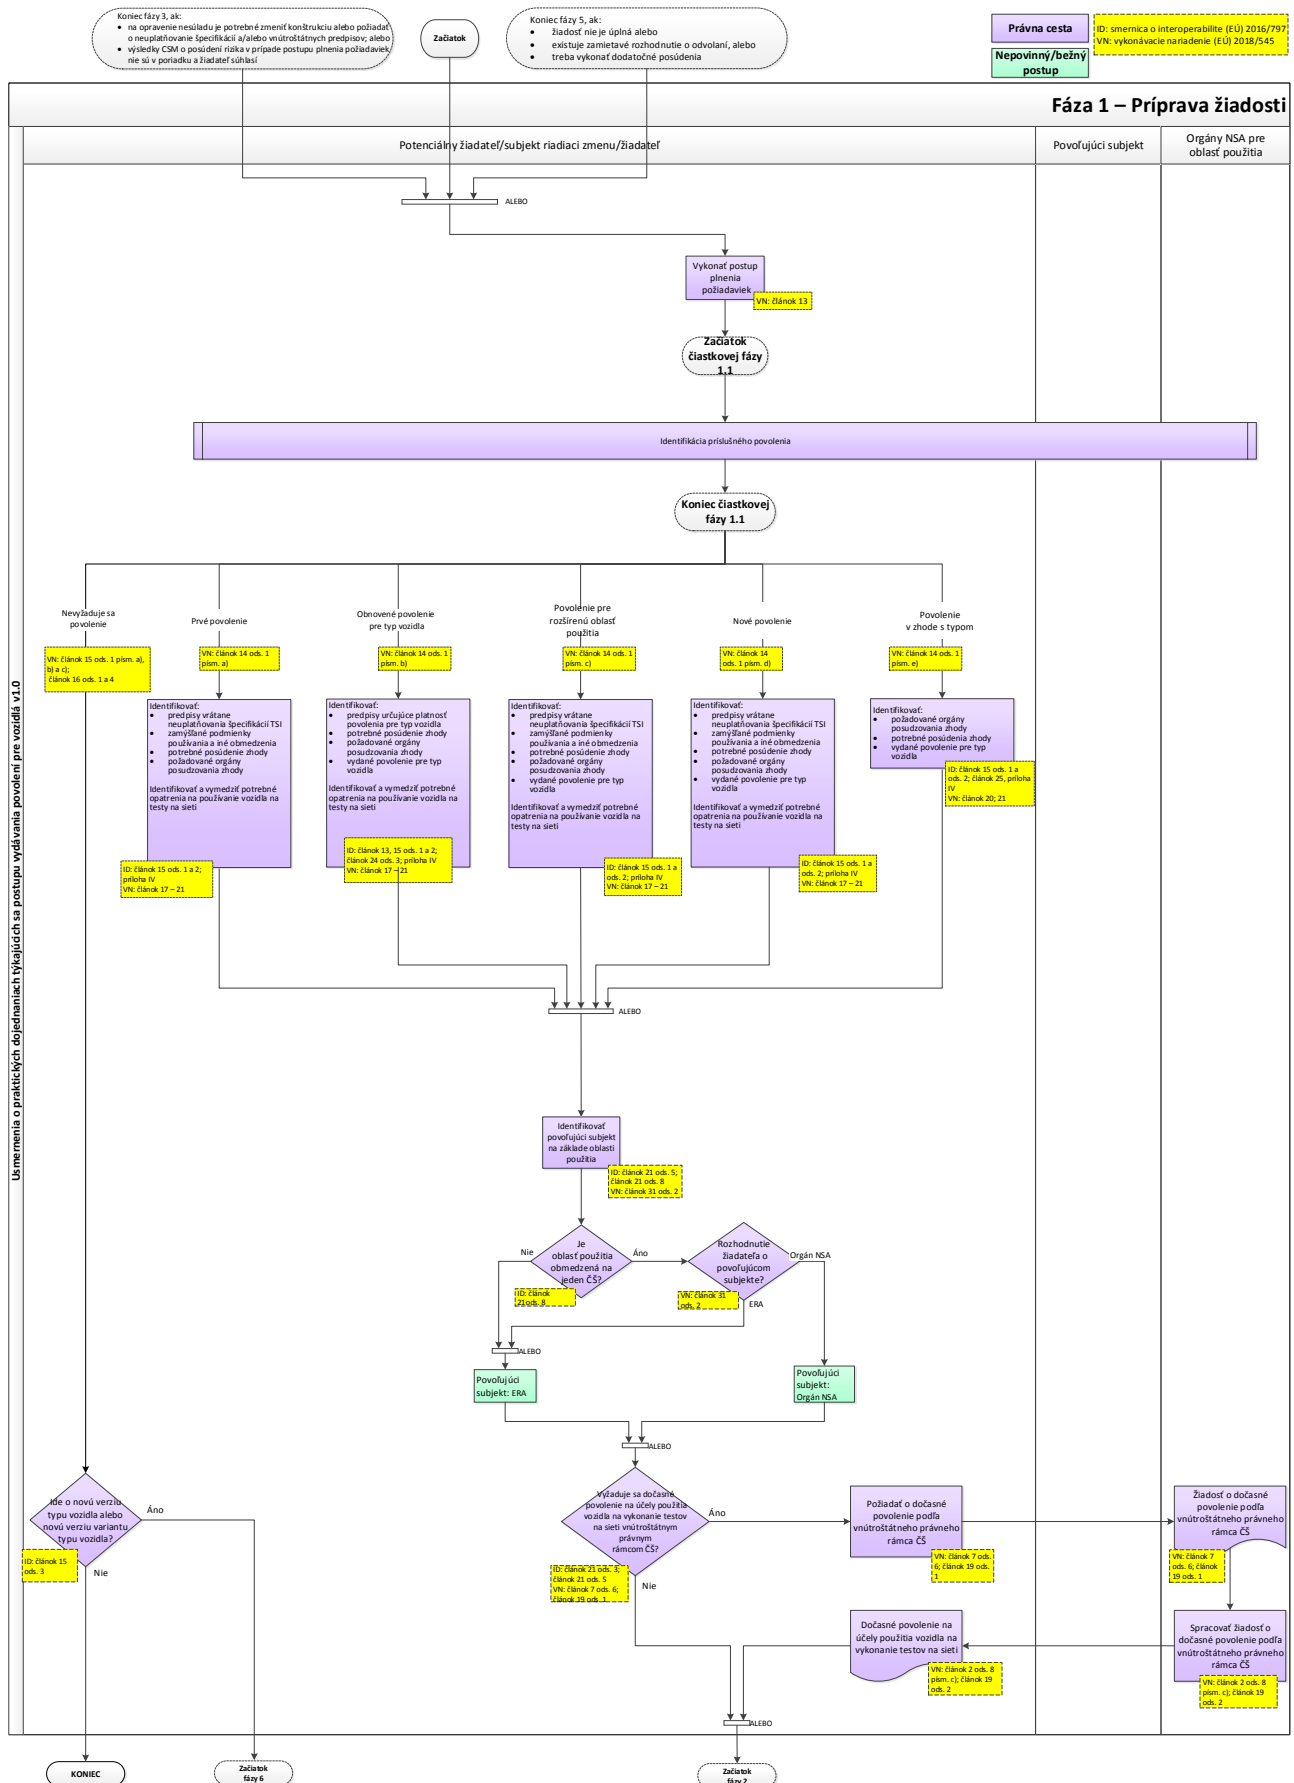 Koniec fázy 3, ak:
• na opravenie nesúladu je potrebné zmeniť konštrukciu alebo požiadať
o neuplatňovanie špecifikácií a/alebo vnútroštátnych predpisov; alebo
• výsledky CSM o posúdení rizika v prípade postupu plnenia požiadaviek
nie sú v poriadku a žiadateľ súhlasí
Začiatok
Koniec fázy 5, ak:
• žiadosť nie je úplná alebo
• existuje zamietavé rozhodnutie o odvolaní, alebo
• treba vykonať dodatočné posúdenia
Právna cesta
Nepovinný/bežný
postup
ID: smernica o interoperabilite (EÚ) 2016/797
VN: vykonávacie nariadenie (EÚ) 2018/545
Fáza 1 – Príprava žiadosti
Potenciálny žiadateľ/subjekt riadiaci zmenu/žiadateľ
Povoľujúci subjekt
Orgány NSA pre
oblasť použitia
Usmernenia o praktických dojednaniach týkajúcich sa postupu vydávania povolení pre vozidlá v1.0
ALEBO
Vykonať postup
plnenia
požiadaviek
VN: článok 13
Začiatok
čiastkovej fázy
1.1
Identifikácia príslušného povolenia
Koniec čiastkovej
fázy 1.1
Nevyžaduje sa
povolenie
Prvé povolenie
Obnovené povolenie
pre typ vozidla
Povolenie pre
rozšírenú oblasť
použitia
Nové povolenie
Povolenie
v zhode s typom
VN: článok 15 ods. 1 písm. a),
b) a c);
článok 16 ods. 1 a 4
VN: článok 14 ods. 1
písm. a)
VN: článok 14 ods. 1
písm. b)
VN: článok 14 ods. 1
písm. c)
VN: článok 14
ods. 1 písm. d)
VN: článok 14 ods. 1
písm. e)
Identifikovať:
• predpisy vrátane
neuplatňovania špecifikácií TSI
• zamýšľané podmienky
používania a iné obmedzenia
• potrebné posúdenie zhody
• požadované orgány
posudzovania zhody
Identifikovať a vymedziť potrebné
opatrenia na používanie vozidla na
testy na sieti
ID: článok 15 ods. 1 a 2;
príloha IV
VN: článok 17 – 21
Identifikovať:
• predpisy určujúce platnosť
povolenia pre typ vozidla
• potrebné posúdenie zhody
• požadované orgány
posudzovania zhody
• vydané povolenie pre typ
vozidla
Identifikovať a vymedziť potrebné
opatrenia na používanie vozidla na
testy na sieti
ID: článok 13, 15 ods. 1 a 2;
článok 24 ods. 3; príloha IV
VN: článok 17 – 21
Identifikovať:
• predpisy vrátane
neuplatňovania špecifikácií TSI
• zamýšľané podmienky
používania a iné obmedzenia
• potrebné posúdenie zhody
• požadované orgány
posudzovania zhody
• vydané povolenie pre typ
vozidla
Identifikovať a vymedziť potrebné
opatrenia na používanie vozidla na
testy na sieti
ID: článok 15 ods. 1 a
ods. 2; príloha IV
VN: článok 17 – 21
Identifikovať:
• predpisy vrátane
neuplatňovania špecifikácií TSI
• zamýšľané podmienky
používania a iné obmedzenia
• potrebné posúdenie zhody
• požadované orgány
posudzovania zhody
• vydané povolenie pre typ
vozidla
Identifikovať a vymedziť potrebné
opatrenia na používanie vozidla na
testy na sieti
ID: článok 15 ods. 1 a
ods. 2; príloha IV
VN: článok 17 – 21
Identifikovať:
• požadované orgány
posudzovania zhody
• potrebné posúdenie zhody
• vydané povolenie pre typ
vozidla
ID: článok 15 ods. 1 a
ods. 2; článok 25, príloha
IV
VN: článok 20; 21
ALEBO
Identifikovať
povoľujúci subjekt
na základe oblasti
použitia
ID: článok 21 ods. 5;
článok 21 ods. 8
VN: článok 31 ods. 2
Je
oblasť použitia
obmedzená na
jeden ČŠ?
Nie
Áno
ID: článok
21ods. 8
Rozhodnutie
žiadateľa o
povoľujúcom
subjekte?
Orgán NSA
ERA
VN: článok 31
ods. 2
ALEBO
Povoľujúci
subjekt: ERA
Povoľujúci
subjekt:
Orgán NSA
ALEBO
Ide o novú verziu
typu vozidla alebo
novú verziu variantu
typu vozidla?
Áno
Nie
ID: článok 15
ods. 3
Vyžaduje sa dočasné
povolenie na účely použitia
vozidla na vykonanie testov
na sieti vnútroštátnym
právnym
rámcom ČŠ?
Áno
Nie
ID: článok 21 ods. 3;
článok 21 ods. 5
VN: článok 7 ods. 6;
článok 19 ods. 1
Požiadať o dočasné
povolenie podľa
vnútroštátneho právneho
rámca ČŠ
VN: článok 7 ods.
6; článok 19 ods.
1
Žiadosť o dočasné
povolenie podľa
vnútroštátneho právneho
rámca ČŠ
VN: článok 7
ods. 6; článok
19 ods. 1
Dočasné povolenie na
účely použitia vozidla na
vykonanie testov na sieti
VN: článok 2 ods. 8
písm. c); článok 19
ods. 2
Spracovať žiadosť o
dočasné povolenie podľa
vnútroštátneho právneho
rámca ČŠ
VN: článok 2 ods. 8
písm. c); článok 19
ods. 2
ALEBO
KONIEC
Začiatok
fázy 6
Začiatok
fázy 2